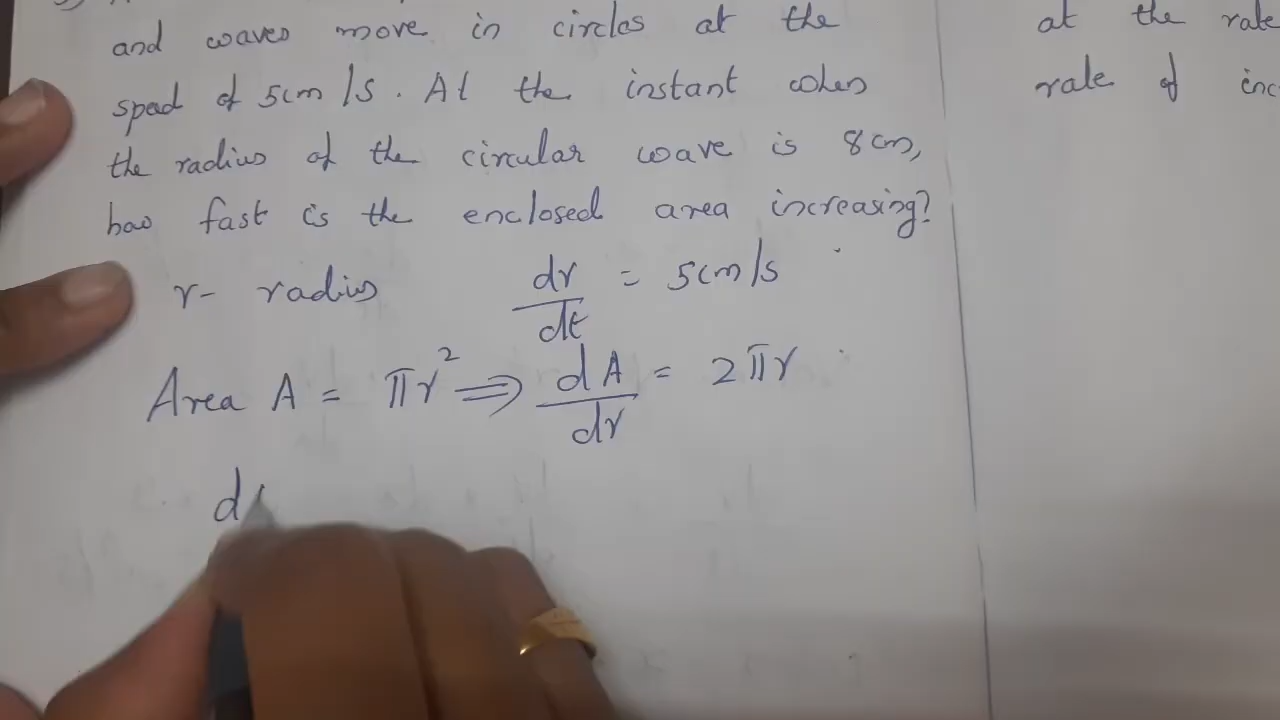 and waves move in circles at the
speed of 5cm/s. At the instant when
the radius of the circular wave is 8cm,
how fast is the enclosed area increasing?
r- radius dr/dt = 5cm/s
Area A = πr² ⟹ dA/dr = 2πr
d
at the rate
rate of inc